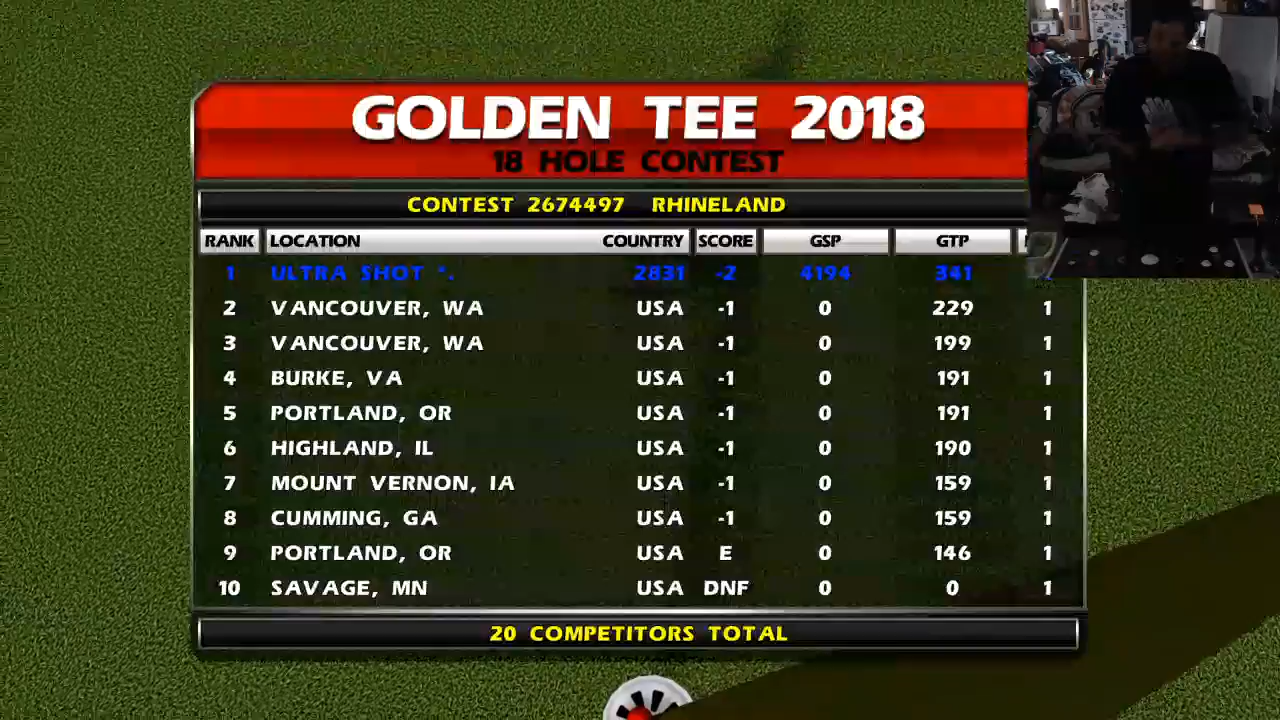 GOLDEN TEE 2018
18 HOLE CONTEST
CONTEST 2674497 RHINELAND
RANK LOCATION COUNTRY SCORE GSP GTP
1 ULTRA SHOT *. 2831 -2 4194 341
2 VANCOUVER, WA USA -1 0 229 1
3 VANCOUVER, WA USA -1 0 199 1
4 BURKE, VA USA -1 0 191 1
5 PORTLAND, OR USA -1 0 191 1
6 HIGHLAND, IL USA -1 0 190 1
7 MOUNT VERNON, IA USA -1 0 159 1
8 CUMMING, GA USA -1 0 159 1
9 PORTLAND, OR USA E 0 146 1
10 SAVAGE, MN USA DNF 0 0 1
20 COMPETITORS TOTAL